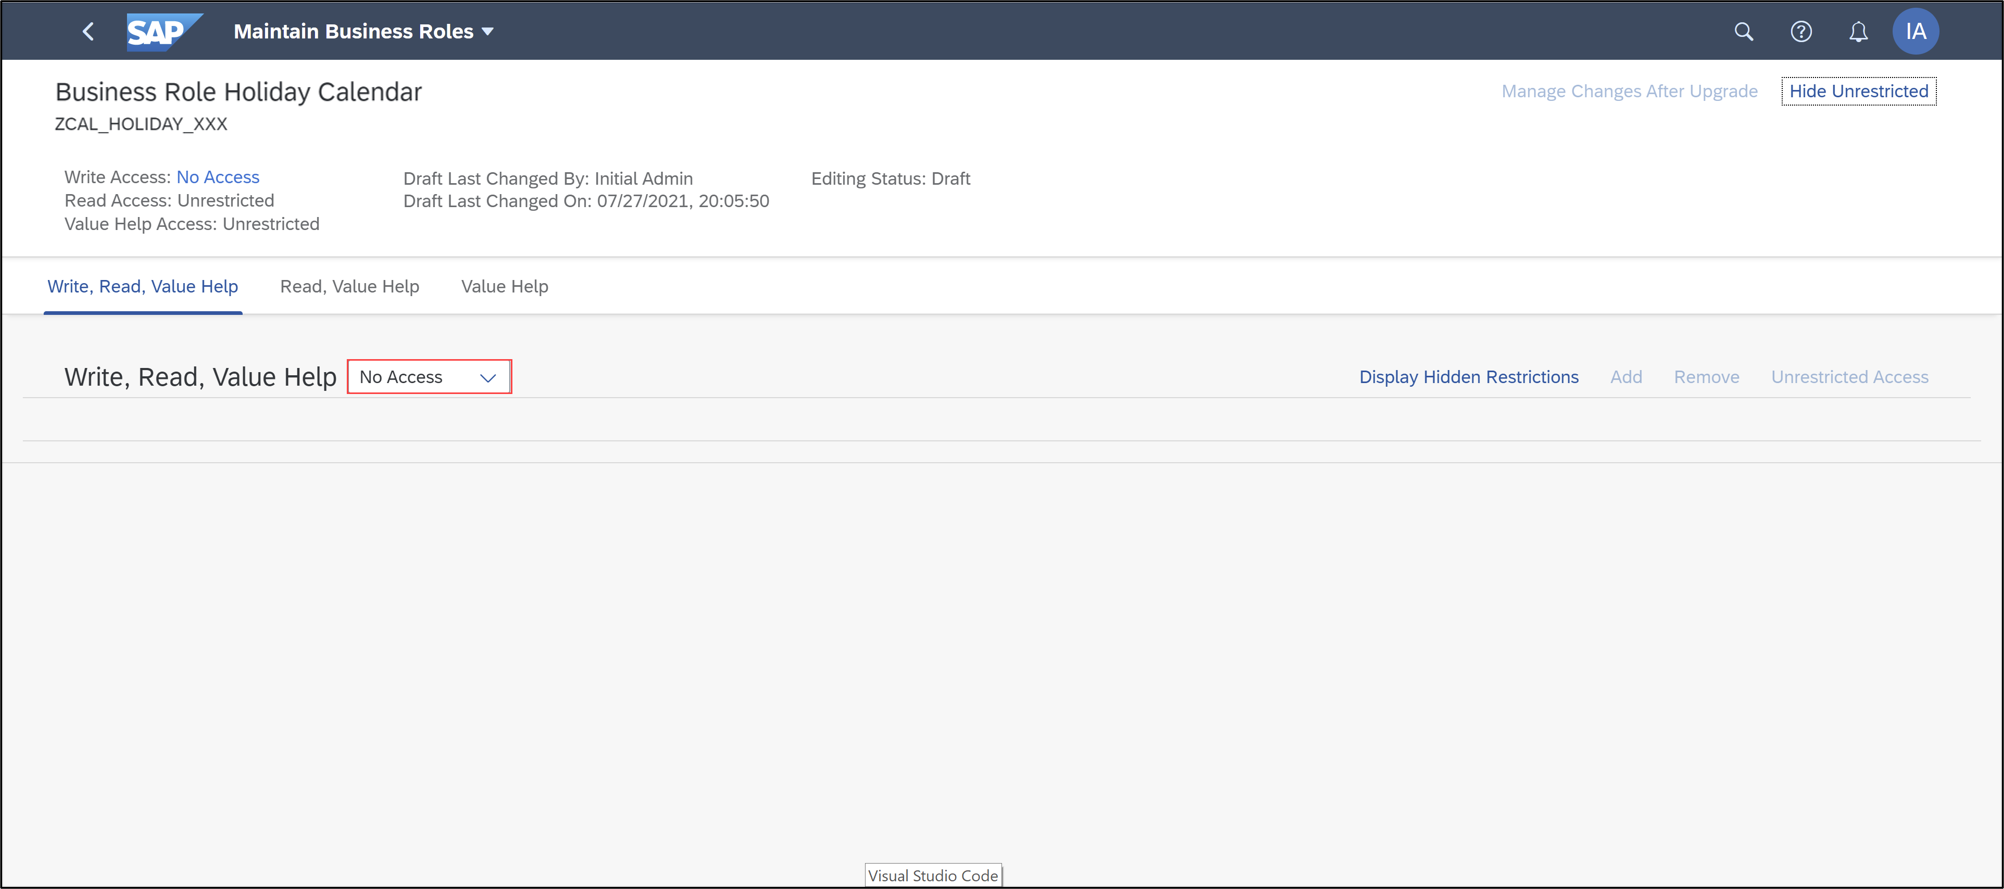 SAP Maintain Business Roles IA
Business Role Holiday Calendar
Manage Changes After Upgrade Hide Unrestricted
ZCAL_HOLIDAY_XXX
Write Access: No Access
Read Access: Unrestricted
Value Help Access: Unrestricted
Draft Last Changed By: Initial Admin
Draft Last Changed On: 07/27/2021, 20:05:50
Editing Status: Draft
Write, Read, Value Help Read, Value Help Value Help
Write, Read, Value Help No Access Display Hidden Restrictions Add Remove Unrestricted Access
Visual Studio Code